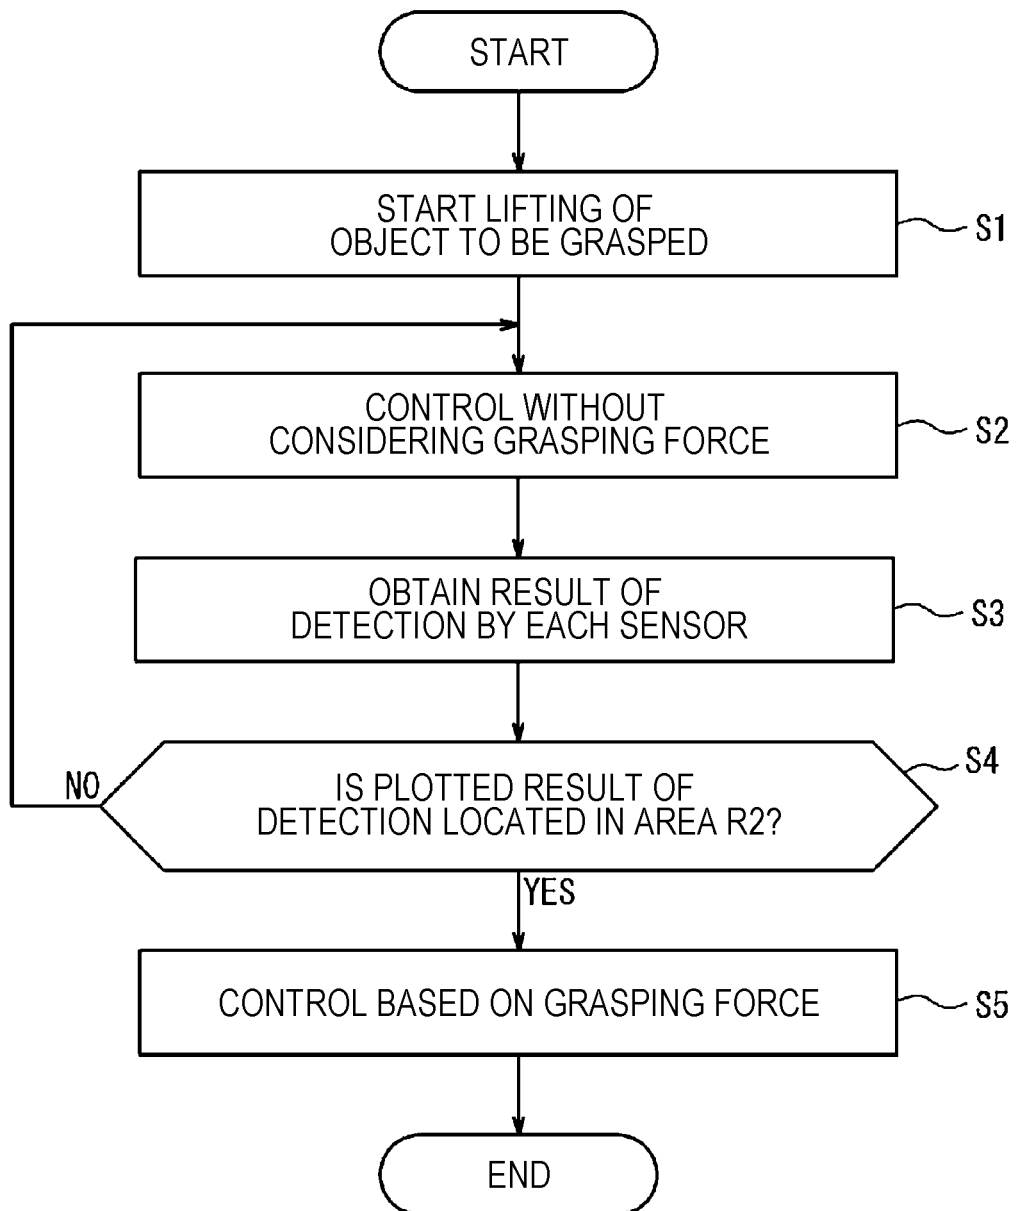 START
START LIFTING OF
OBJECT TO BE GRASPED
S1
CONTROL WITHOUT
CONSIDERING GRASPING FORCE
S2
OBTAIN RESULT OF
DETECTION BY EACH SENSOR
S3
IS PLOTTED RESULT OF
DETECTION LOCATED IN AREA R2?
S4
NO
YES
CONTROL BASED ON GRASPING FORCE
S5
END